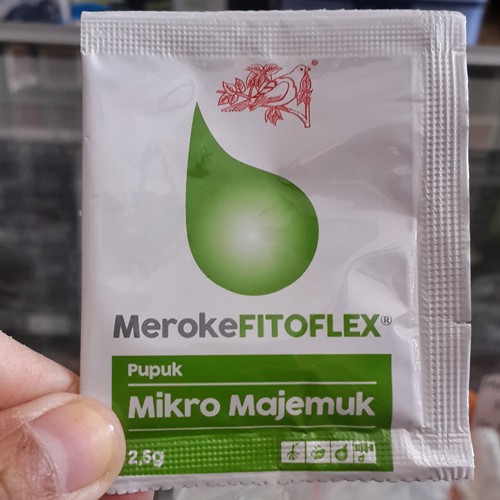 MerokeFITOFLEX®
Pupuk
Mikro Majemuk
2,5g